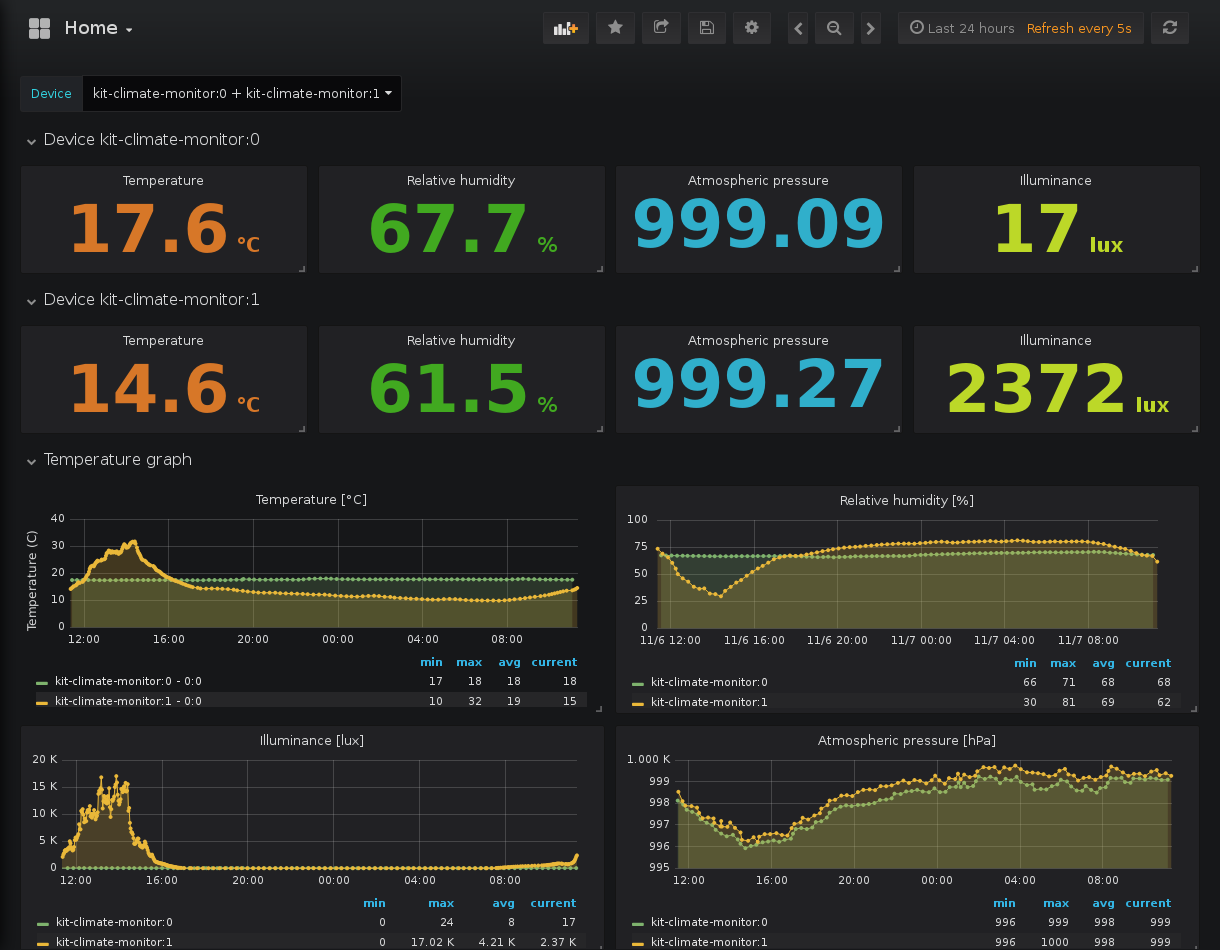 Home
Last 24 hours Refresh every 5s
Device kit-climate-monitor:0 + kit-climate-monitor:1
Device kit-climate-monitor:0
Temperature Relative humidity Atmospheric pressure Illuminance
17.6 °C 67.7 % 999.09 17 lux
Device kit-climate-monitor:1
Temperature Relative humidity Atmospheric pressure Illuminance
14.6 °C 61.5 % 999.27 2372 lux
Temperature graph
Temperature [°C]
Temperature (C)
40
30
20
10
0
12:00 16:00 20:00 00:00 04:00 08:00
min max avg current
kit-climate-monitor:0 - 0:0 17 18 18 18
kit-climate-monitor:1 - 0:0 10 32 19 15
Relative humidity [%]
100
75
50
25
0
11/6 12:00 11/6 16:00 11/6 20:00 11/7 00:00 11/7 04:00 11/7 08:00
min max avg current
kit-climate-monitor:0 66 71 68 68
kit-climate-monitor:1 30 81 69 62
Illuminance [lux]
20 K
15 K
10 K
5 K
0
12:00 16:00 20:00 00:00 04:00 08:00
min max avg current
kit-climate-monitor:0 0 24 8 17
kit-climate-monitor:1 0 17.02 K 4.21 K 2.37 K
Atmospheric pressure [hPa]
1.000 K
999
998
997
996
995
12:00 16:00 20:00 00:00 04:00 08:00
min max avg current
kit-climate-monitor:0 996 999 998 999
kit-climate-monitor:1 996 1000 998 999